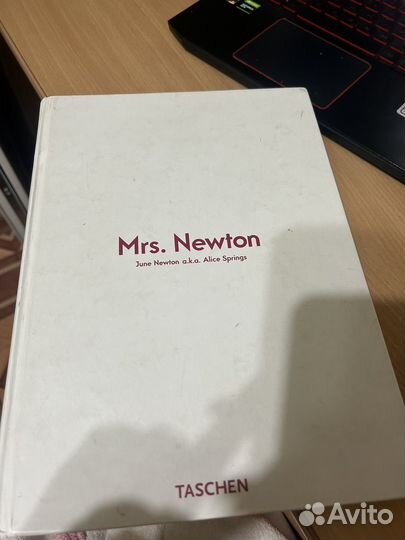 Mrs. Newton
June Newton a.k.a. Alice Springs
TASCHEN
Avito